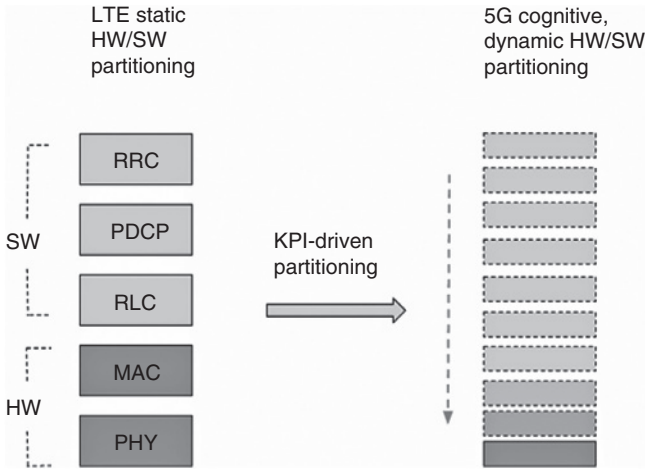 LTE static
HW/SW
partitioning
5G cognitive,
dynamic HW/SW
partitioning
SW
RRC
PDCP
RLC
KPI-driven
partitioning
HW
MAC
PHY